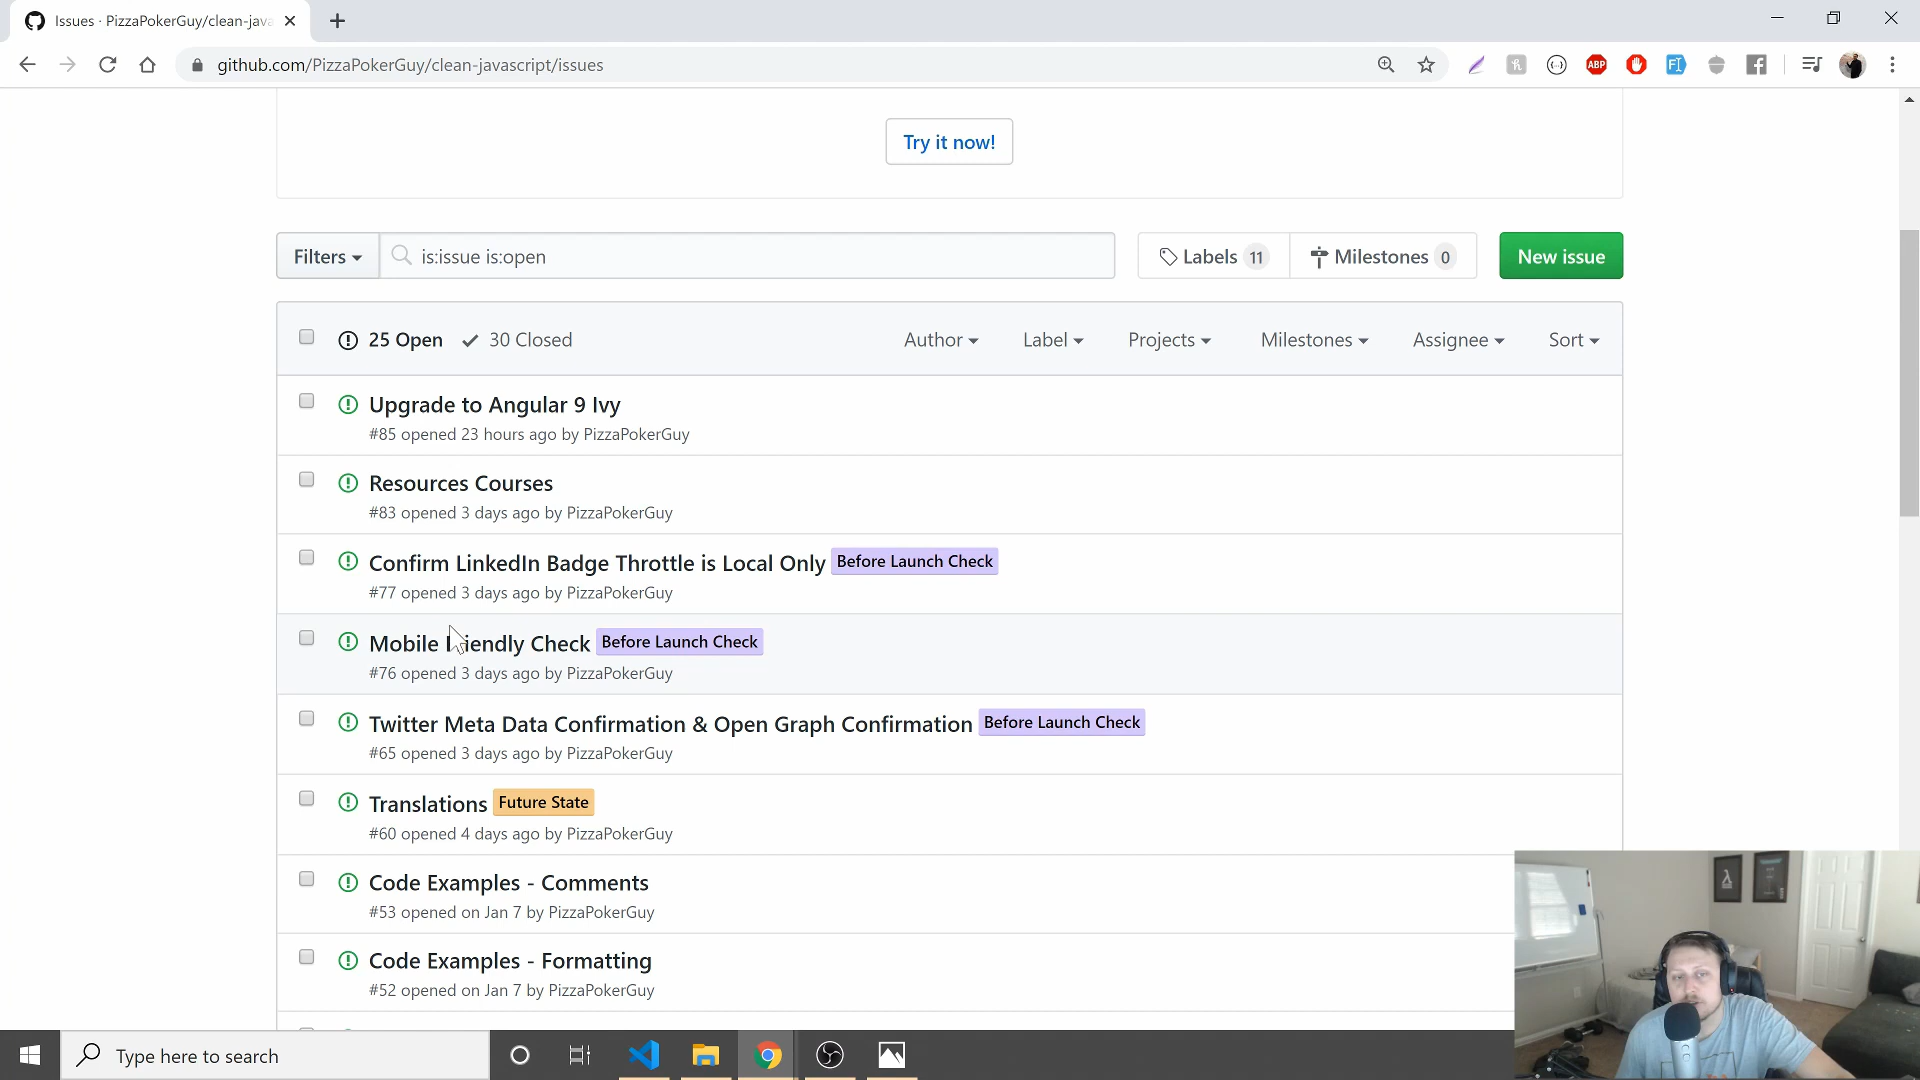 Issues · PizzaPokerGuy/clean-java
github.com/PizzaPokerGuy/clean-javascript/issues
ABP
Try it now!
Filters
is:issue is:open
Labels 11
Milestones 0
New issue
25 Open
30 Closed
Author
Label
Projects
Milestones
Assignee
Sort
Upgrade to Angular 9 Ivy
#85 opened 23 hours ago by PizzaPokerGuy
Resources Courses
#83 opened 3 days ago by PizzaPokerGuy
Confirm LinkedIn Badge Throttle is Local Only Before Launch Check
#77 opened 3 days ago by PizzaPokerGuy
Mobile Friendly Check Before Launch Check
#76 opened 3 days ago by PizzaPokerGuy
Twitter Meta Data Confirmation & Open Graph Confirmation Before Launch Check
#65 opened 3 days ago by PizzaPokerGuy
Translations Future State
#60 opened 4 days ago by PizzaPokerGuy
Code Examples - Comments
#53 opened on Jan 7 by PizzaPokerGuy
Code Examples - Formatting
#52 opened on Jan 7 by PizzaPokerGuy
Type here to search